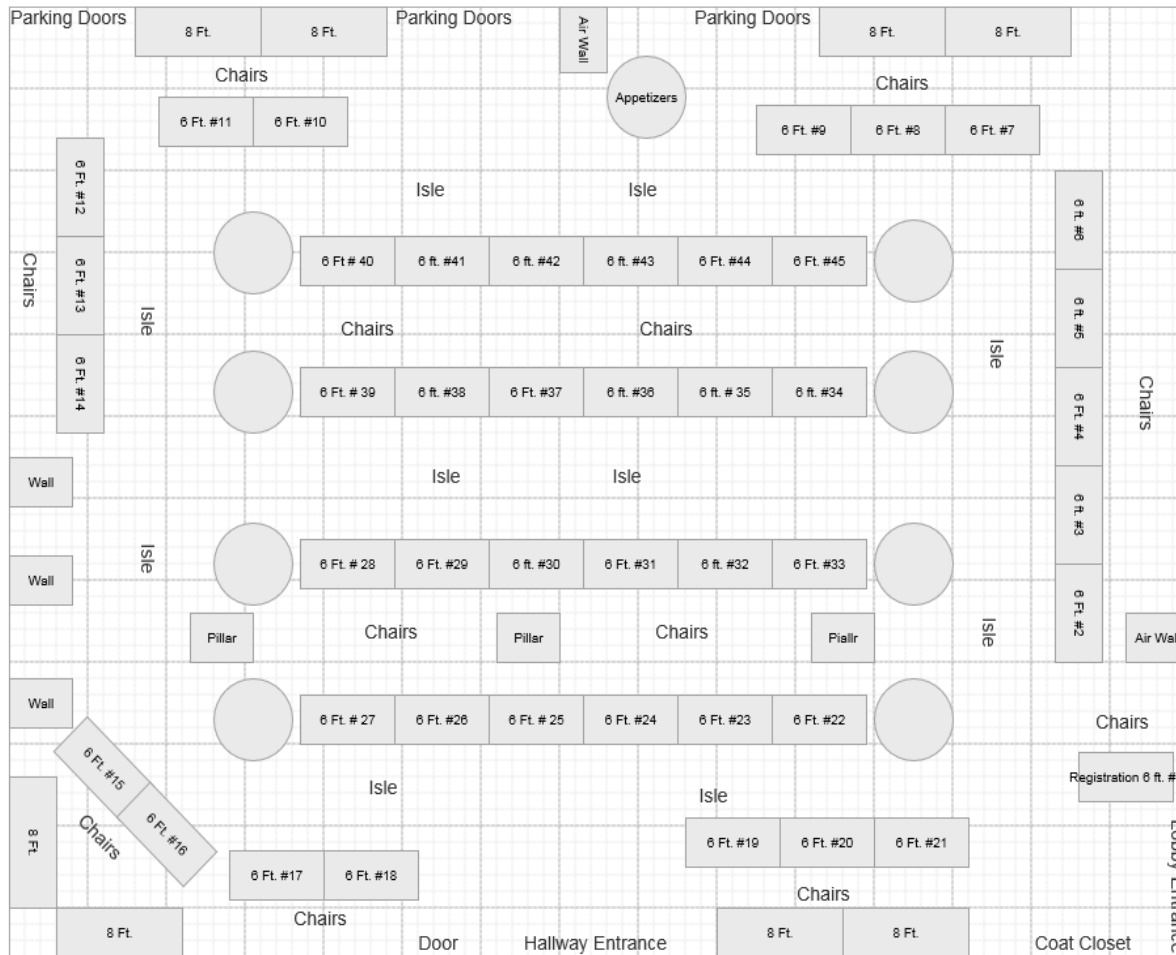 Parking Doors
8 Ft.
8 Ft.
Parking Doors
Air Wall
Parking Doors
8 Ft.
8 Ft.
Chairs
Appetizers
Chairs
6 Ft. #11
6 Ft. #10
6 Ft. #9
6 Ft. #8
6 Ft. #7
6 Ft. #12
Isle
Isle
6 ft. #6
Chairs
6 Ft. #13
6 Ft # 40
6 ft. #41
6 ft. #42
6 ft. #43
6 Ft. #44
6 Ft. #45
Isle
Chairs
Chairs
6 ft. #5
Isle
6 Ft. #14
6 Ft. # 39
6 ft. #38
6 Ft. #37
6 ft. #36
6 ft. # 35
6 ft. #34
6 Ft. #4
Chairs
Wall
Isle
Isle
6 ft. #3
Wall
Isle
6 Ft. # 28
6 Ft. #29
6 ft. #30
6 Ft. #31
6 ft. #32
6 Ft. #33
6 Ft. #2
Pillar
Chairs
Pillar
Chairs
Piallr
Isle
Air Wal
Wall
6 Ft. # 27
6 Ft. #26
6 Ft. # 25
6 Ft. #24
6 Ft. #23
6 Ft. #22
Chairs
6 Ft. #15
Isle
Isle
Registration 6 ft. #
8 Ft.
Chairs
6 Ft. #16
6 Ft. #19
6 Ft. #20
6 Ft. #21
Lobby Entrance
6 Ft. #17
6 Ft. #18
Chairs
Chairs
8 Ft.
Door
Hallway Entrance
8 Ft.
8 Ft.
Coat Closet